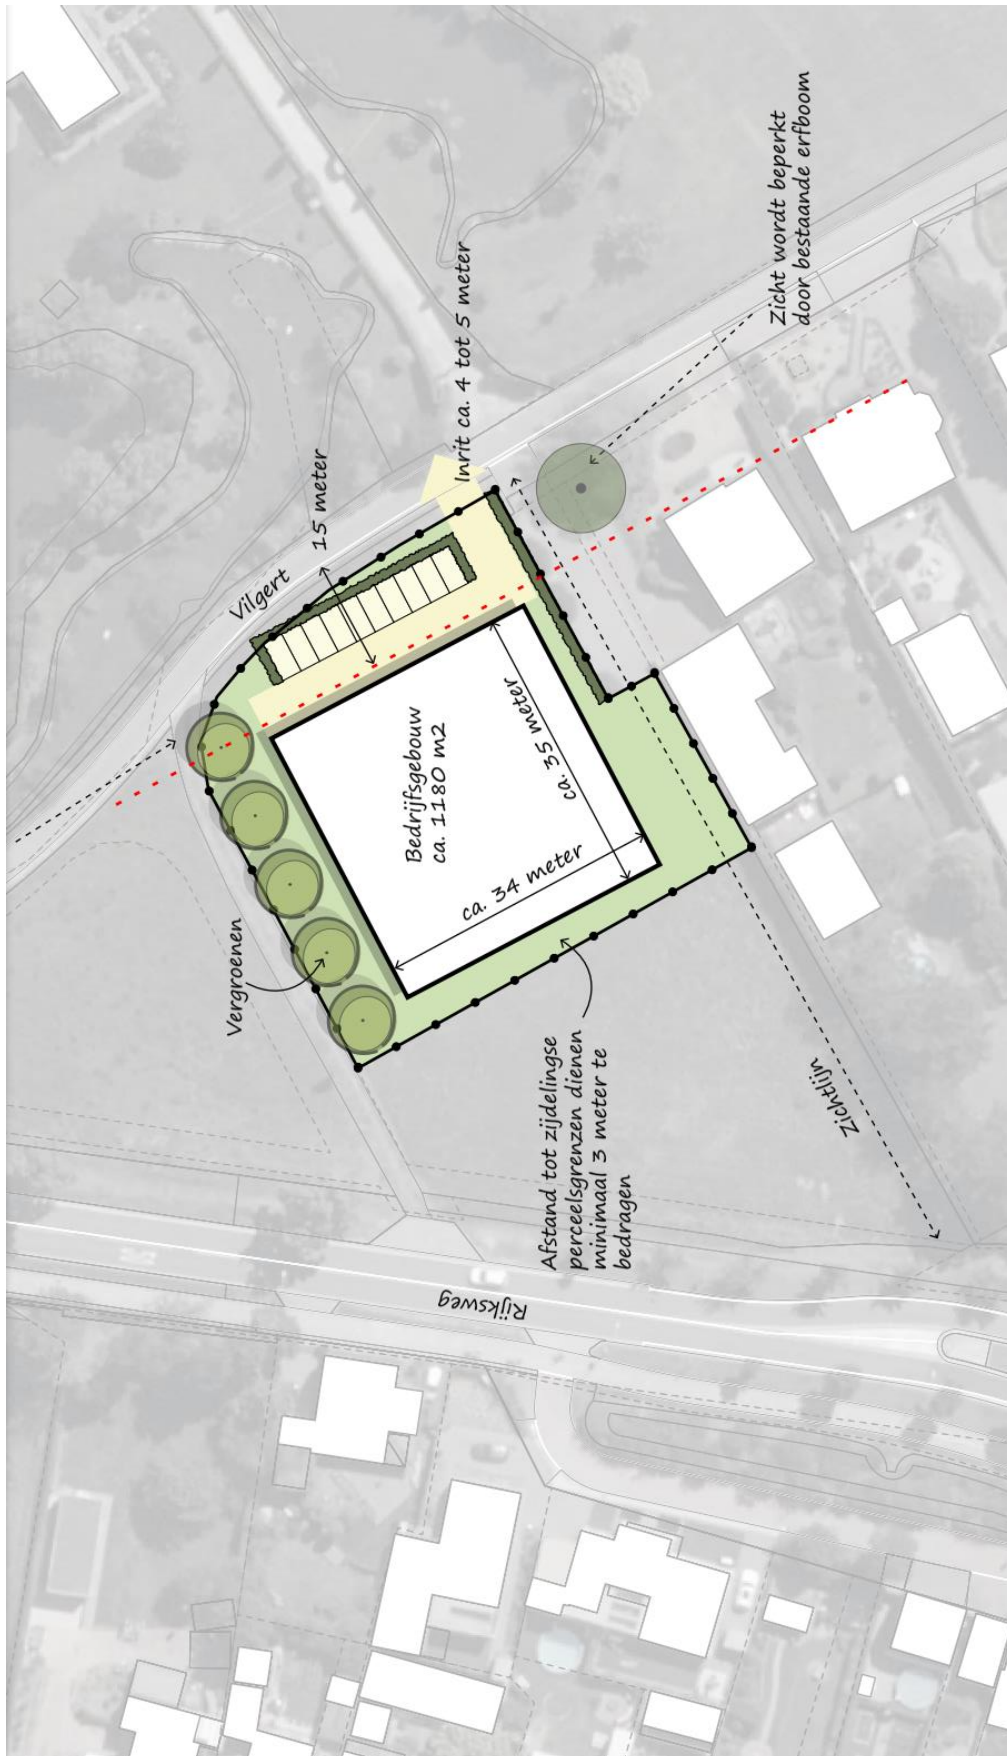 Zicht wordt beperkt
door bestaande erfboom
Inrit ca. 4 tot 5 meter
15 meter
Vilgert
Bedrijfsgebouw
ca. 1180 m2
ca. 35 meter
ca. 34 meter
Vergroenen
Afstand tot zijdelingse
perceelsgrenzen dienen
minimaal 3 meter te
bedragen
Zichtlijn
Rijksweg